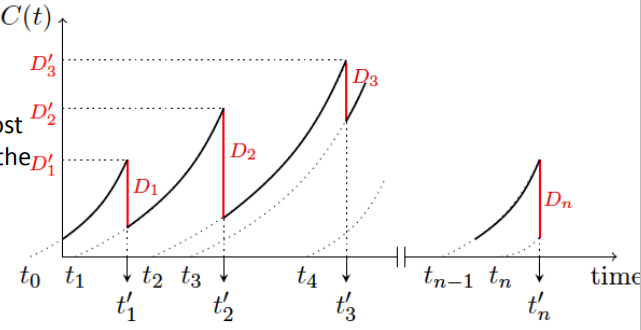 C(t)
D′₃
D₃
D′₂
ost
the
D′₁
D₂
D₁
Dₙ
t₀ t₁ t₂ t₃ t₄ tₙ₋₁ tₙ time
t′₁ t′₂ t′₃ t′ₙ